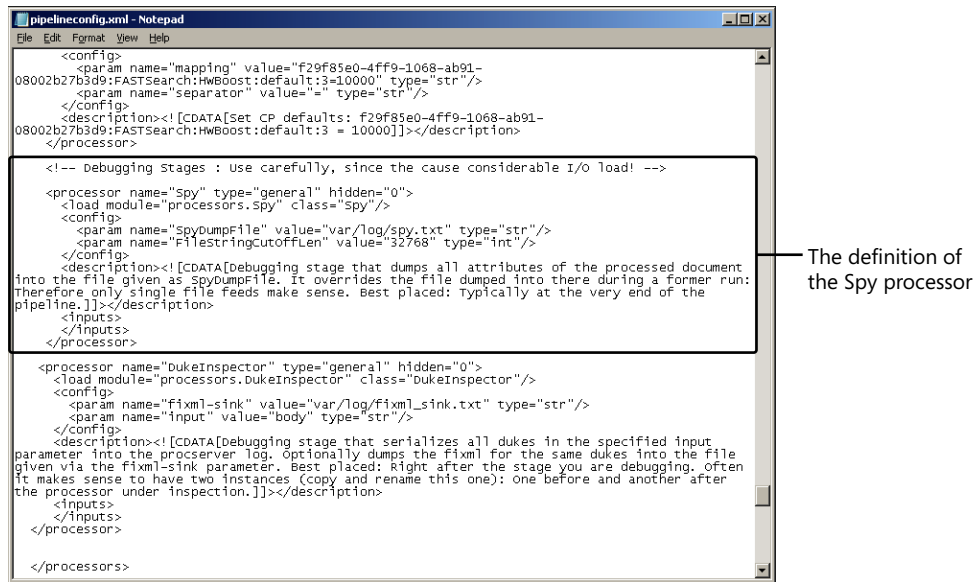 pipelineconfig.xml - Notepad
File Edit Format View Help
<config>
<param name="mapping" value="f29f85e0-4ff9-1068-ab91-
08002b27b3d9:FASTSearch:HWBoost:default:3=10000" type="str"/>
<param name="separator" value="=" type="str"/>
</config>
<description><![CDATA[Set CP defaults: f29f85e0-4ff9-1068-ab91-
08002b27b3d9:FASTSearch:HWBoost:default:3 = 10000]]></description>
</processor>
<!-- Debugging Stages : Use carefully, since the cause considerable I/O load! -->
<processor name="Spy" type="general" hidden="0">
<load module="processors.Spy" class="Spy"/>
<config>
<param name="SpyDumpFile" value="var/log/spy.txt" type="str"/>
<param name="FileStringCutoffLen" value="32768" type="int"/>
</config>
<description><![CDATA[Debugging stage that dumps all attributes of the processed document
into the file given as SpyDumpFile. It overrides the file dumped into there during a former run:
Therefore only single file feeds make sense. Best placed: Typically at the very end of the
pipeline.]]></description>
<inputs>
</inputs>
</processor>
The definition of
the Spy processor
<processor name="DukeInspector" type="general" hidden="0">
<load module="processors.DukeInspector" class="DukeInspector"/>
<config>
<param name="fixml-sink" value="var/log/fixml_sink.txt" type="str"/>
<param name="input" value="body" type="str"/>
</config>
<description><![CDATA[Debugging stage that serializes all dukes in the specified input
parameter into the procserver log. Optionally dumps the fixml for the same dukes into the file
given via the fixml-sink parameter. Best placed: Right after the stage you are debugging. Often
it makes sense to have two instances (copy and rename this one): One before and another after
the processor under inspection.]]></description>
<inputs>
</inputs>
</processor>
</processors>